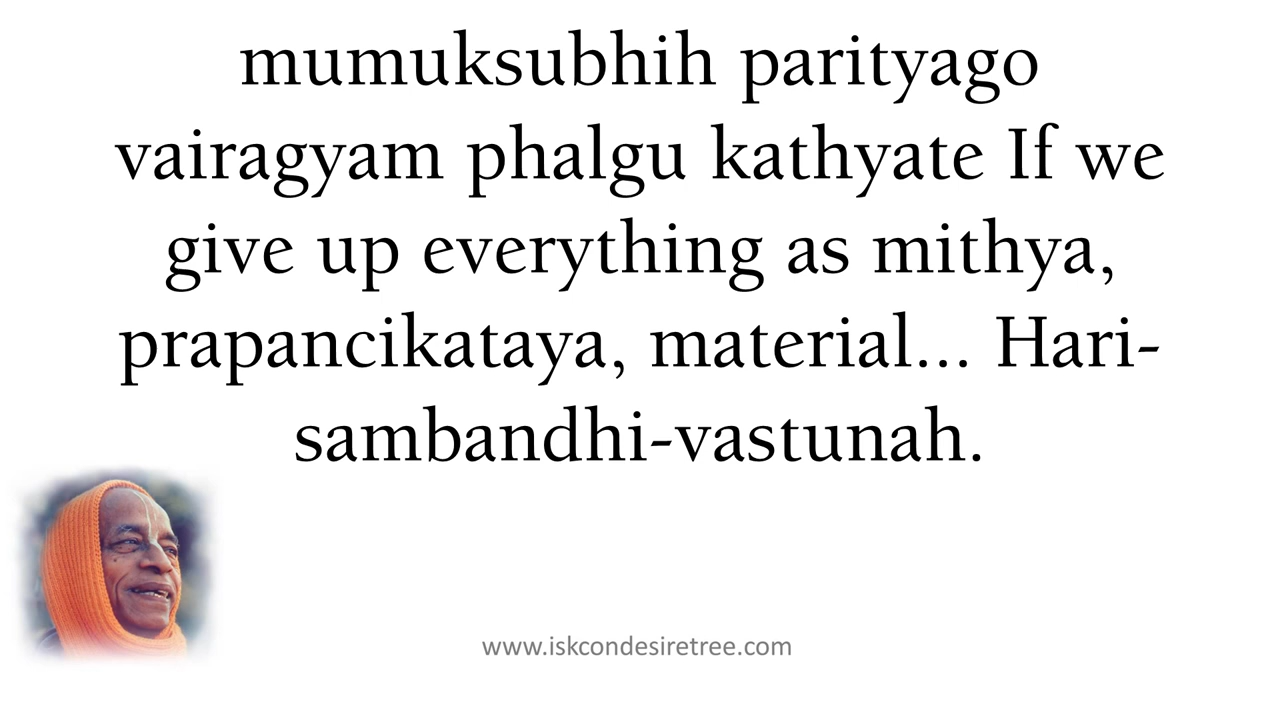 mumuksubhih parityago
vairagyam phalgu kathyate If we
give up everything as mithya,
prapancikataya, material... Hari-
sambandhi-vastunah.
www.iskcondesiretree.com